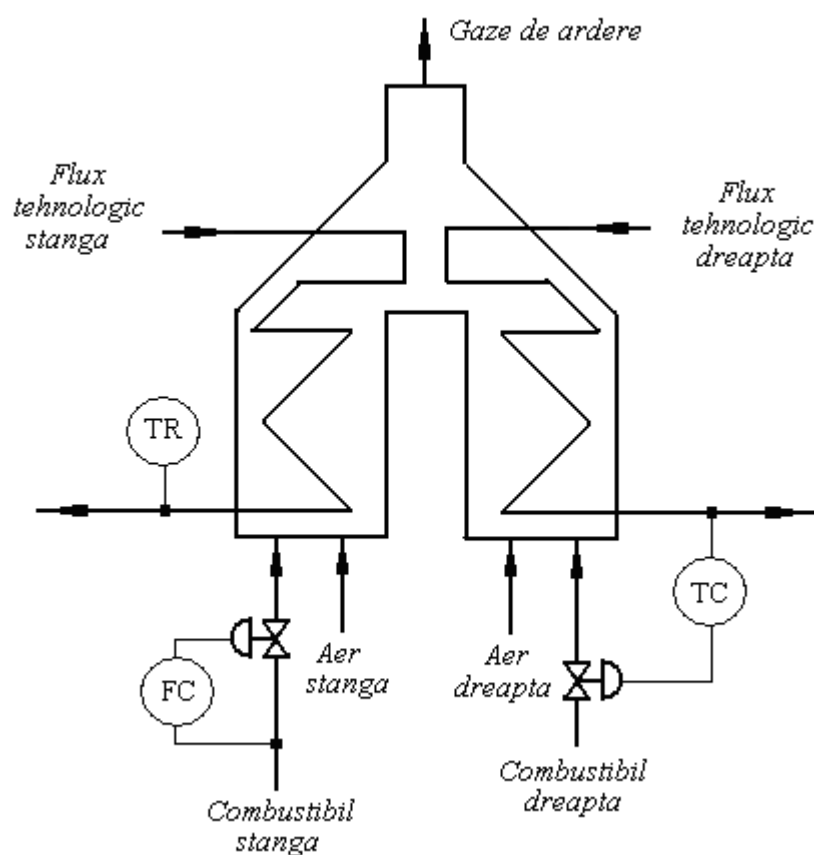 Gaze de ardere
Flux
tehnologic
stanga
Flux
tehnologic
dreapta
TR
TC
Aer
stanga
Aer
dreapta
FC
Combustibil
stanga
Combustibil
dreapta